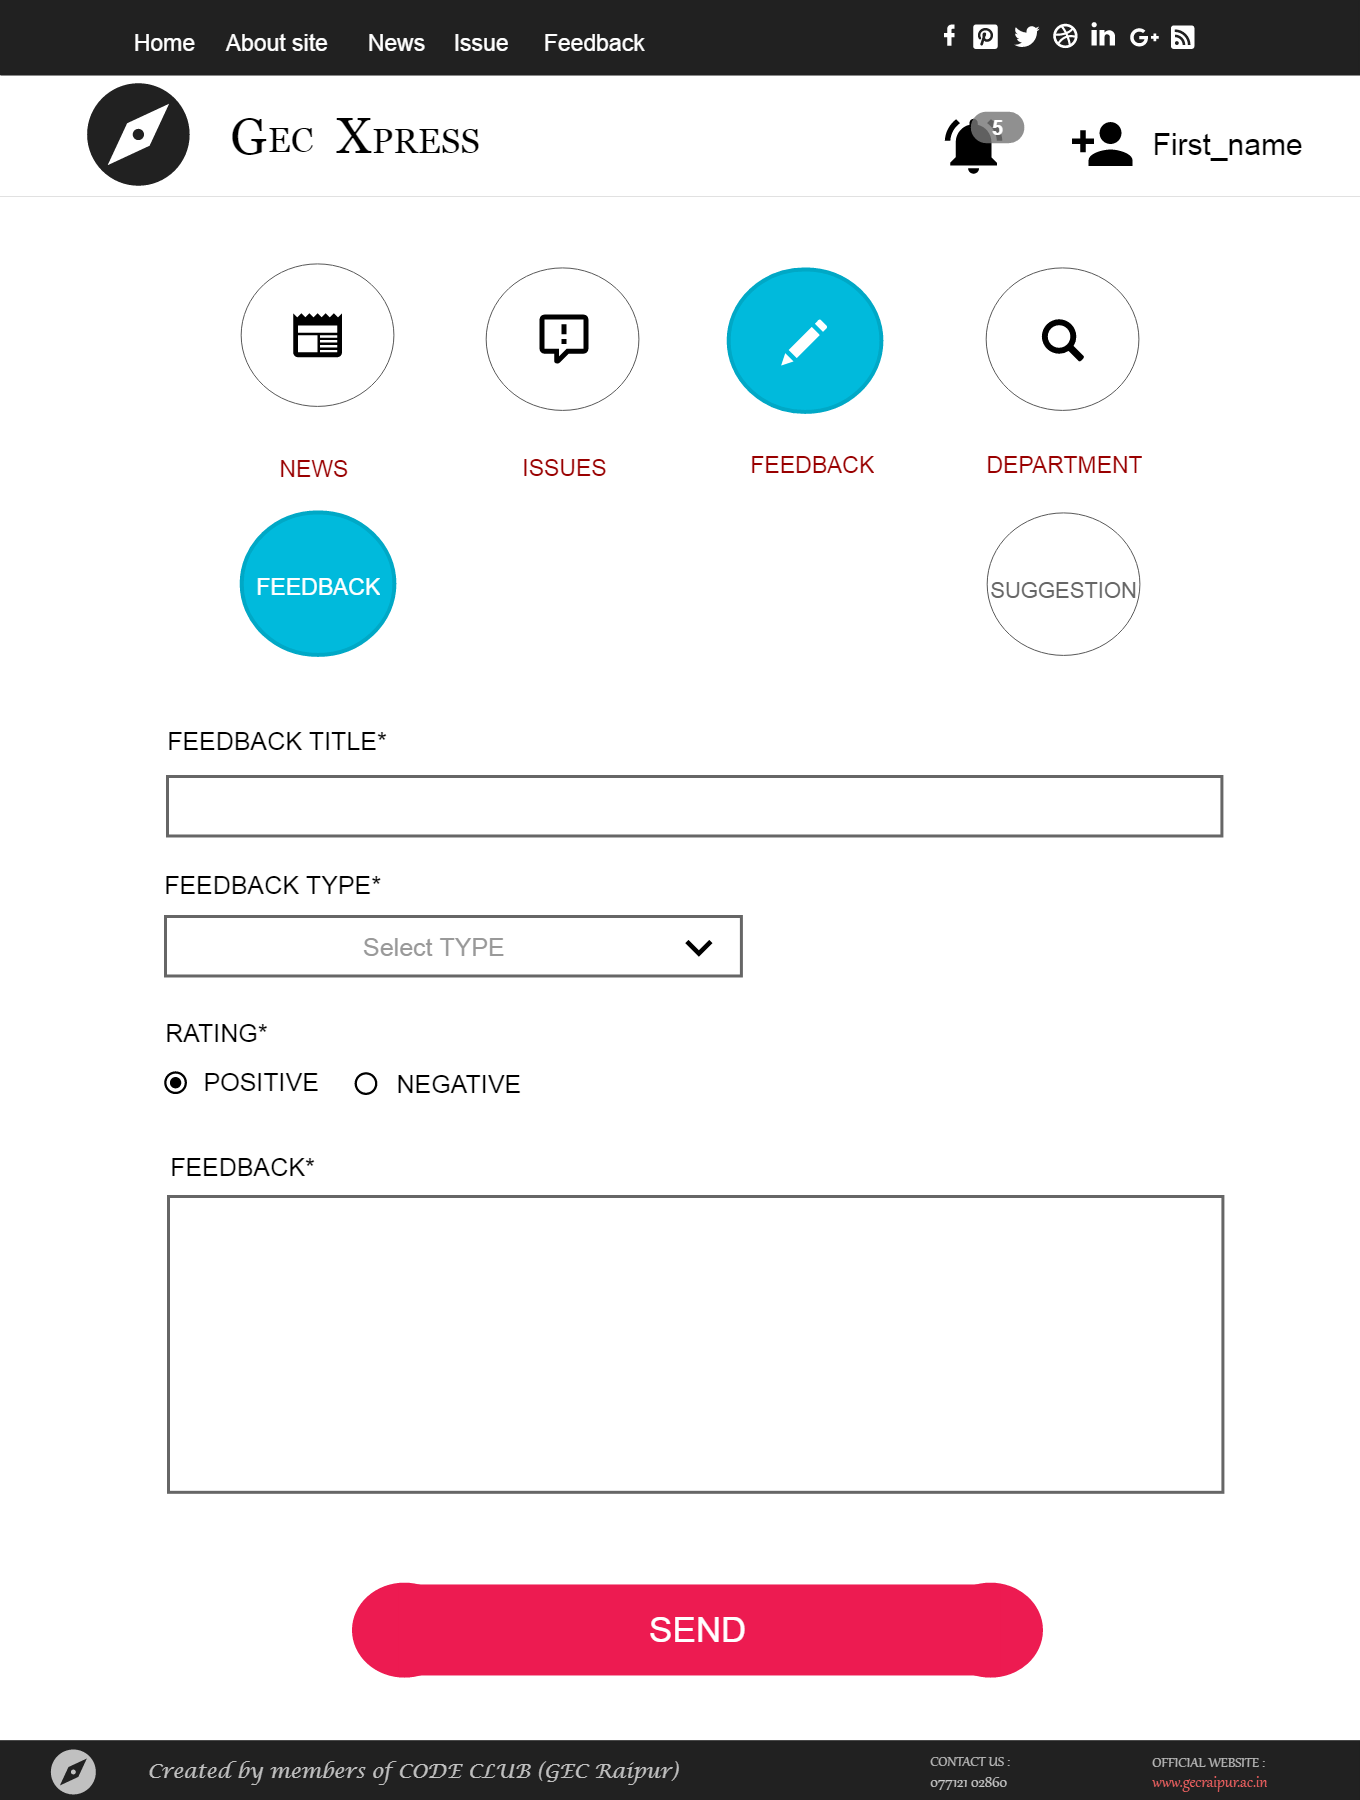 Home About site News Issue Feedback
Gec Xpress
5
First_name
NEWS ISSUES FEEDBACK DEPARTMENT
FEEDBACK SUGGESTION
FEEDBACK TITLE*
FEEDBACK TYPE*
Select TYPE
RATING*
POSITIVE NEGATIVE
FEEDBACK*
SEND
Created by members of CODE CLUB (GEC Raipur)
CONTACT US :
077121 02860
OFFICIAL WEBSITE :
www.gecraipur.ac.in